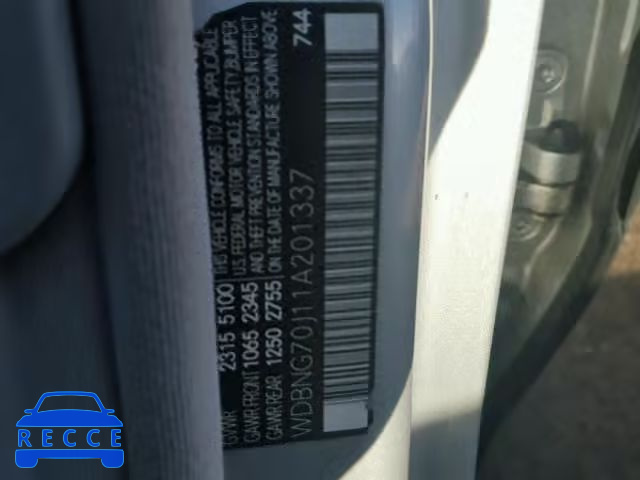 THIS VEHICLE CONFORMS TO ALL APPLICABLE
U.S. FEDERAL MOTOR VEHICLE SAFETY BUMPER
AND THEFT PREVENTION STANDARDS IN EFFECT
ON THE DATE OF MANUFACTURE SHOWN ABOVE
GVWR 2315 5100
GAWR FRONT 1065 2345
GAWR REAR 1250 2755
WDBNG70J11A201337
744
RECCE